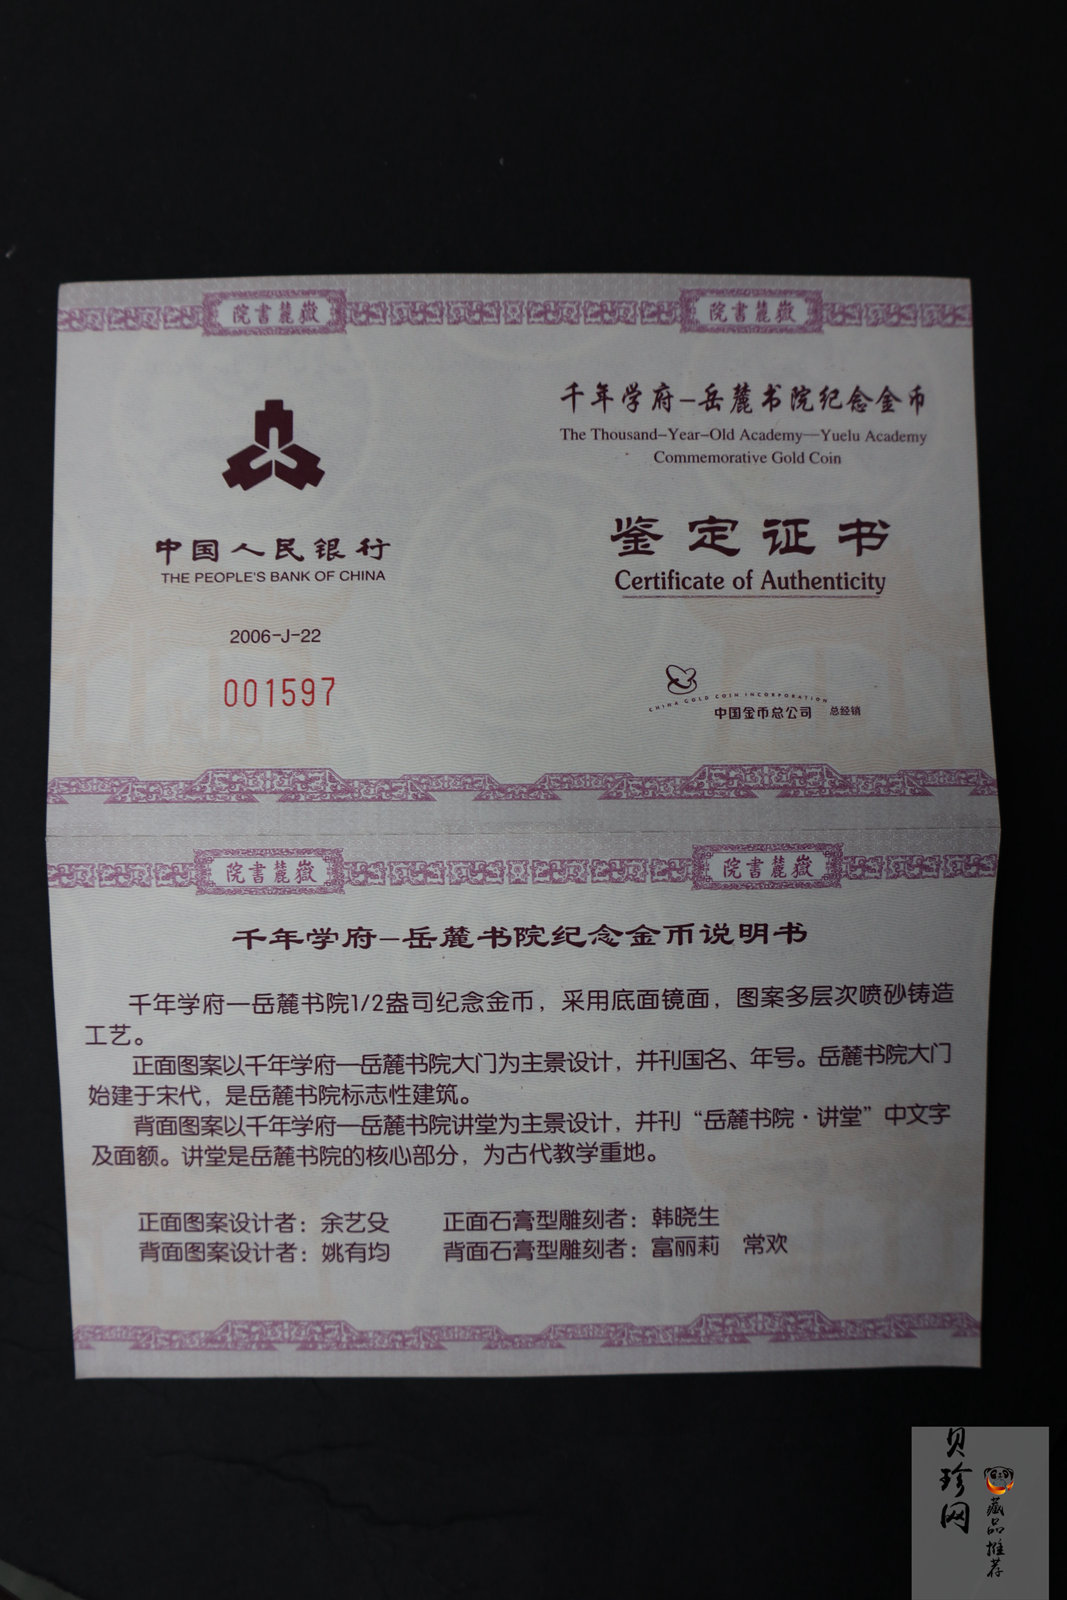 院書麓嶽
院書麓嶽
千年学府-岳麓书院纪念金币
The Thousand-Year-Old Academy—Yuelu Academy
Commemorative Gold Coin
中国人民银行
THE PEOPLE'S BANK OF CHINA
鉴定证书
Certificate of Authenticity
2006-J-22
001597
CHINA GOLD COIN INCORPORATION
中国金币总公司 总经销
院書麓嶽
院書麓嶽
千年学府-岳麓书院纪念金币说明书
千年学府—岳麓书院1/2盎司纪念金币，采用底面镜面，图案多层次喷砂铸造
工艺。
正面图案以千年学府—岳麓书院大门为主景设计，并刊国名、年号。岳麓书院大门
始建于宋代，是岳麓书院标志性建筑。
背面图案以千年学府—岳麓书院讲堂为主景设计，并刊“岳麓书院·讲堂”中文字
及面额。讲堂是岳麓书院的核心部分，为古代教学重地。
正面图案设计者：余艺殳 正面石膏型雕刻者：韩晓生
背面图案设计者：姚有均 背面石膏型雕刻者：富丽莉 常欢
贝珍网
藏品推荐